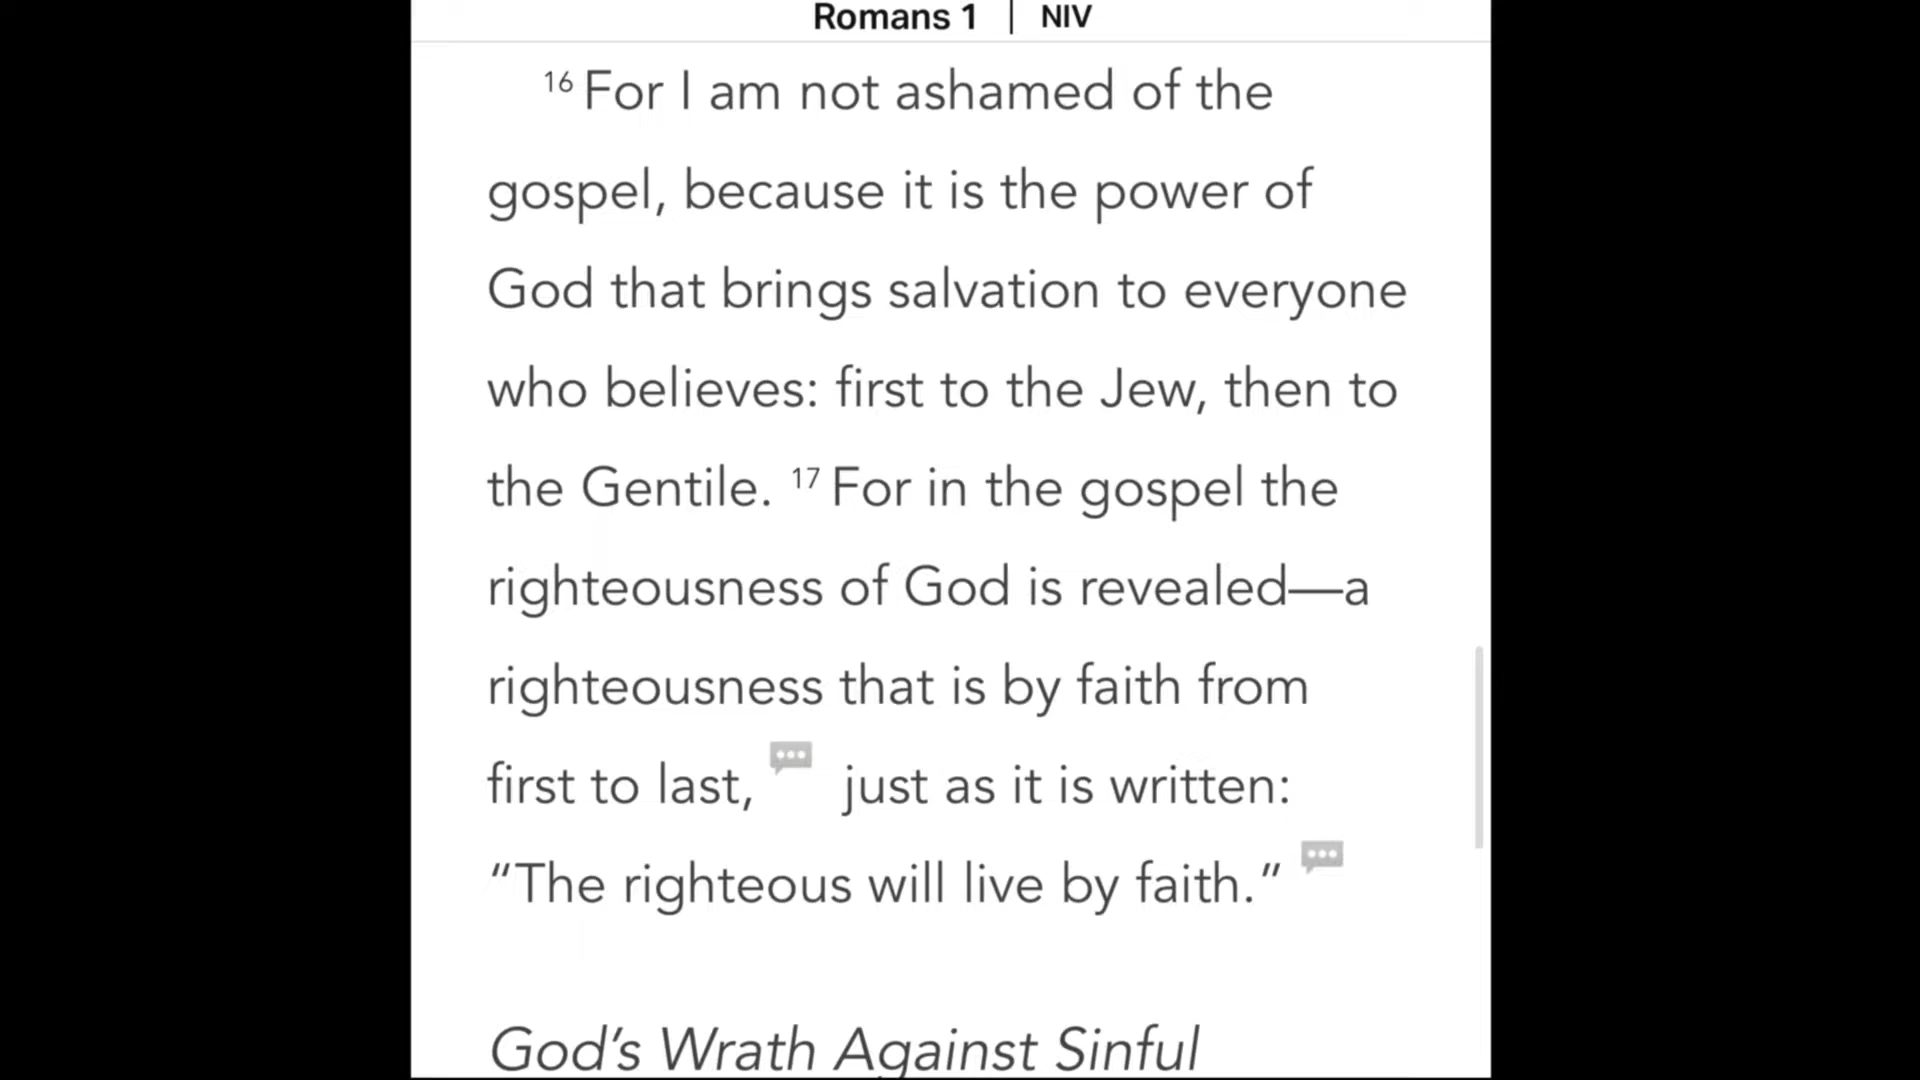 Romans 1 | NIV
16 For I am not ashamed of the
gospel, because it is the power of
God that brings salvation to everyone
who believes: first to the Jew, then to
the Gentile. 17 For in the gospel the
righteousness of God is revealed—a
righteousness that is by faith from
first to last, just as it is written:
“The righteous will live by faith.”
God’s Wrath Against Sinful